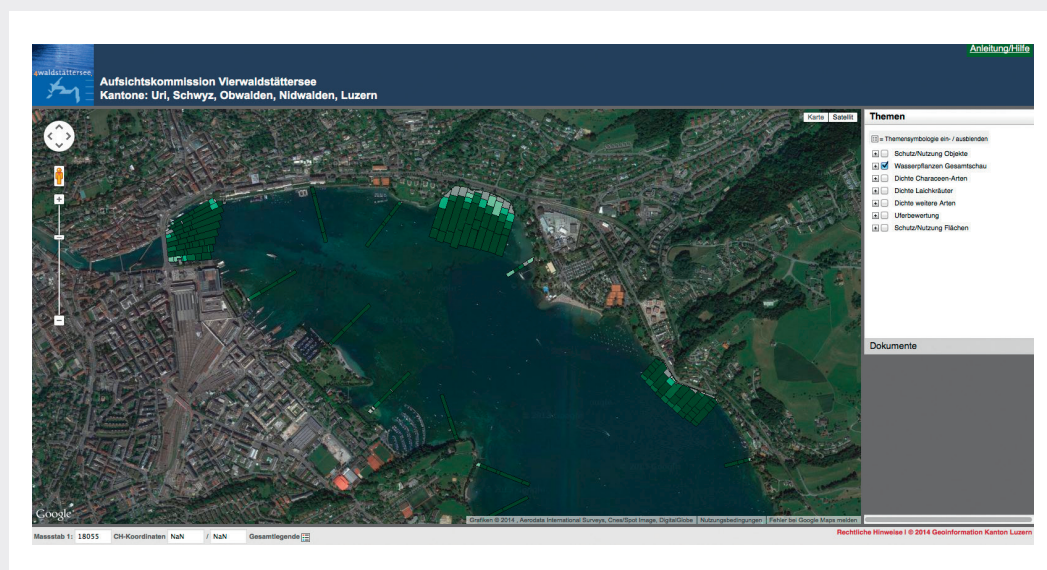 Anleitung/Hilfe
4waldstättersee
Aufsichtskommission Vierwaldstättersee
Kantone: Uri, Schwyz, Obwalden, Nidwalden, Luzern
Karte Satellit
Themen
= Themensymbologie ein- / ausblenden
Schutz/Nutzung Objekte
Wasserpflanzen Gesamtschau
Dichte Characeen-Arten
Dichte Laichkräuter
Dichte weitere Arten
Uferbewertung
Schutz/Nutzung Flächen
Dokumente
Google
Grafiken © 2014 , Aerodata International Surveys, Cnes/Spot Image, DigitalGlobe Nutzungsbedingungen Fehler bei Google Maps melden
Massstab 1: 18055 CH-Koordinaten NaN / NaN Gesamtlegende
Rechtliche Hinweise I © 2014 Geoinformation Kanton Luzern